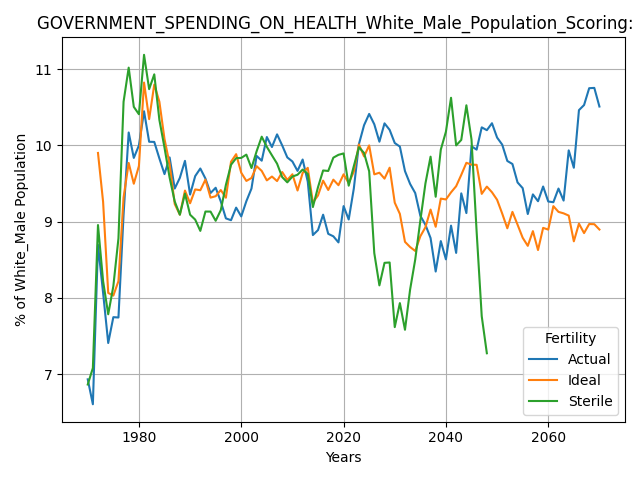 GOVERNMENT_SPENDING_ON_HEALTH_White_Male_Population_Scoring:
% of White_Male Population
11
10
9
8
7
1980 2000 2020 2040 2060
Years
Fertility
Actual
Ideal
Sterile